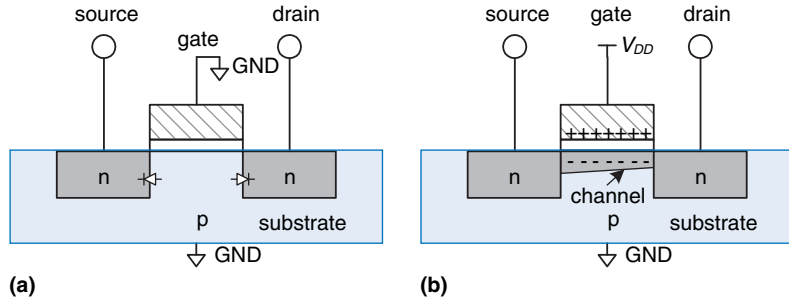 source
drain
gate
GND
n
n
p
substrate
GND
(a)
source
gate
drain
V_DD
+++++++
- - - - - - -
n
n
channel
p
substrate
GND
(b)